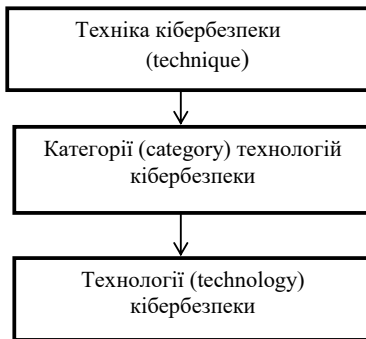 Техніка кібербезпеки
(technique)
Категорії (category) технологій
кібербезпеки
Технології (technology)
кібербезпеки